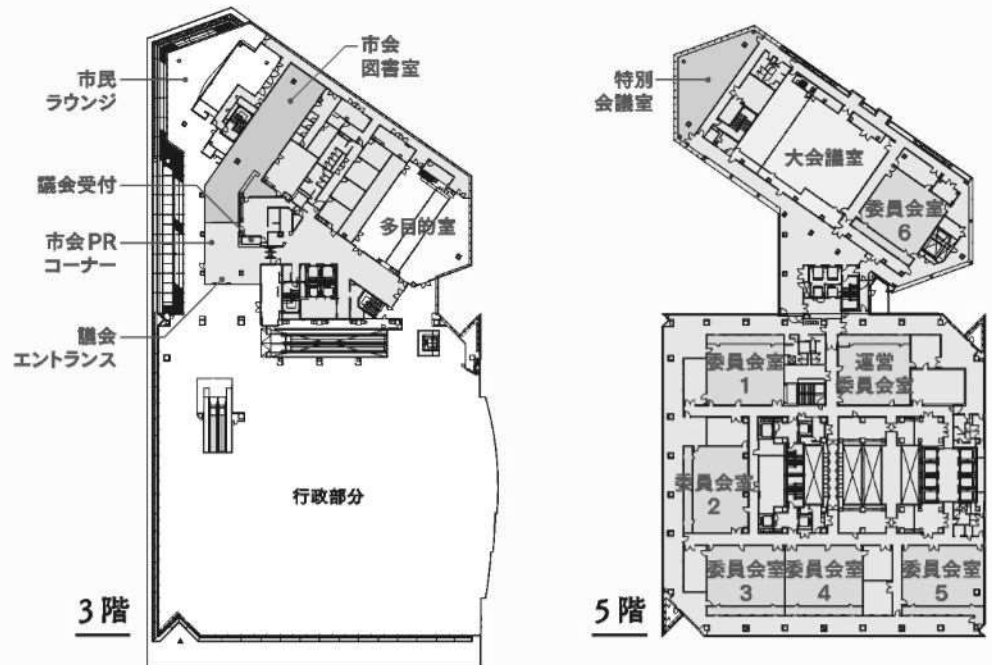 市会
図書室
市民
ラウンジ
議会受付
市会PR
コーナー
議会
エントランス
多目的室
行政部分
3階
特別
会議室
大会議室
委員会室
6
委員会室
1
運営
委員会室
委員会室
2
委員会室
3
委員会室
4
委員会室
5
5階